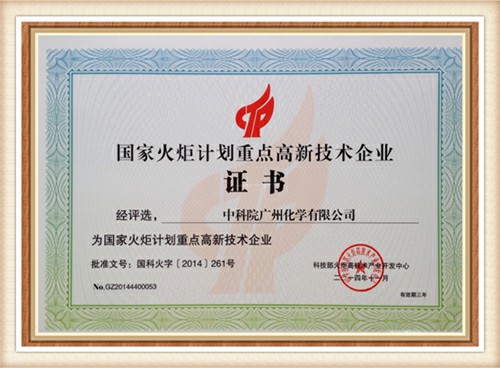 国家火炬计划重点高新技术企业
证书
经评选， 中科院广州化学有限公司
为国家火炬计划重点高新技术企业
批准文号：国科火字〔2014〕261号
科技部火炬高技术产业开发中心
二〇一四年十一月
No.GZ20144400053
有效期三年